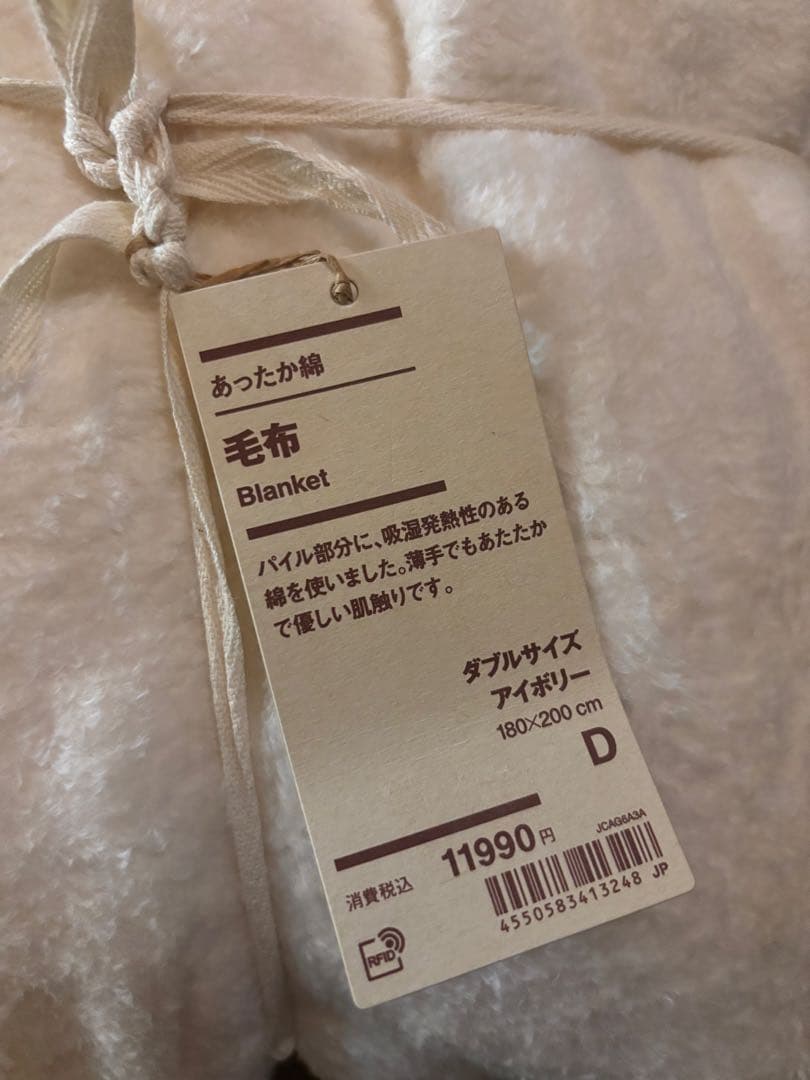 あったか綿
毛布
Blanket
パイル部分に、吸湿発熱性のある
綿を使いました。薄手でもあたたか
で優しい肌触りです。
ダブルサイズ
アイボリー
180×200 cm
D
11990円
消費税込
JCAG6A3A
4550583413248 JP
RFID